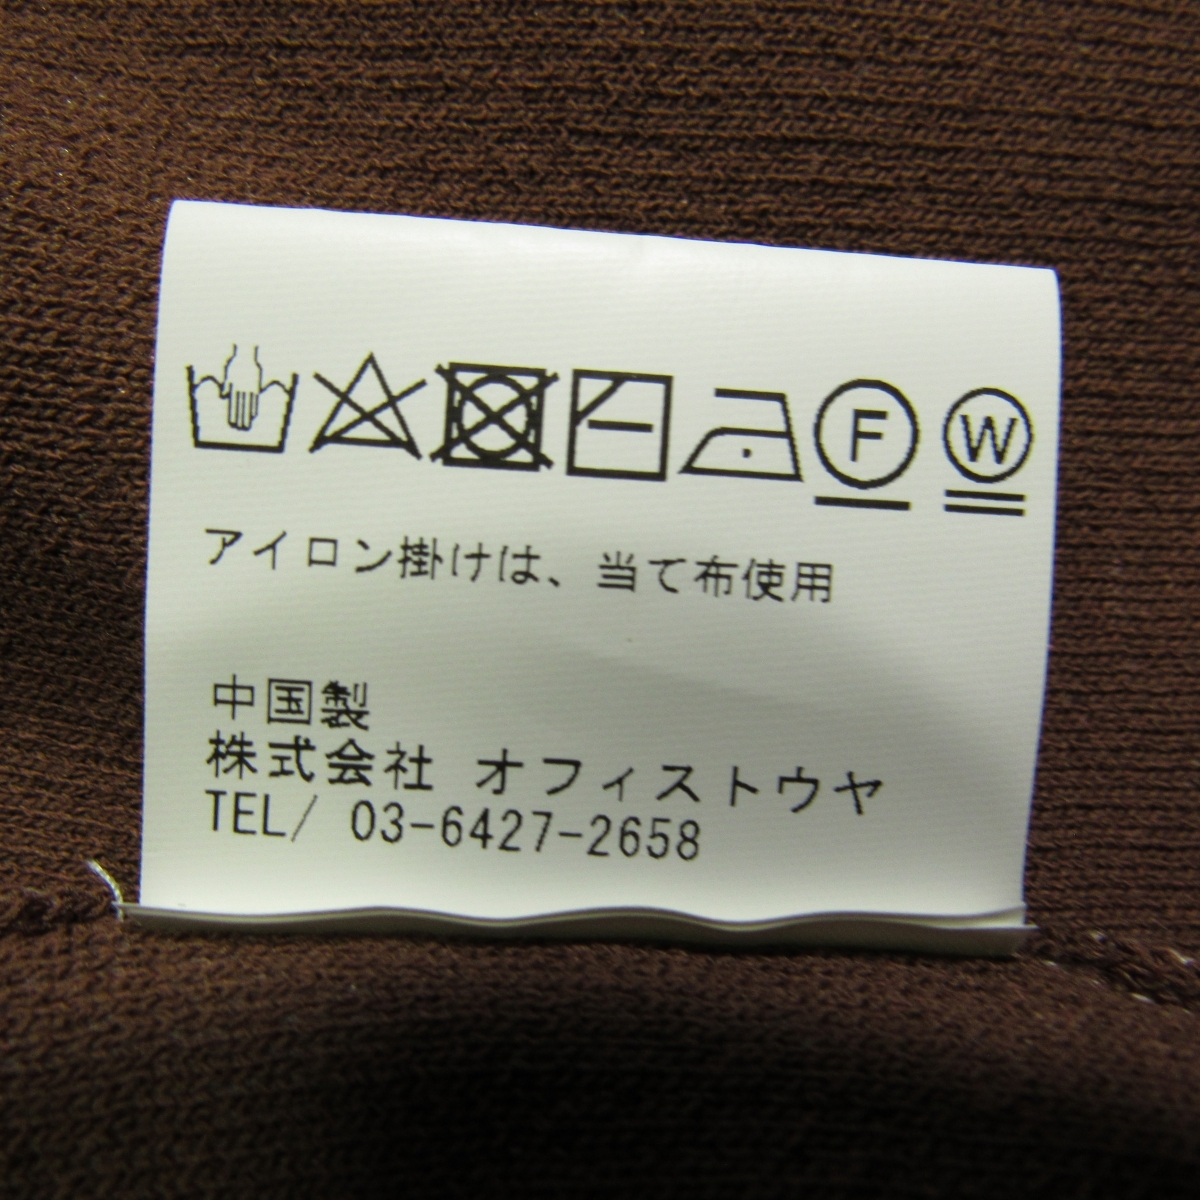 F W
アイロン掛けは、当て布使用
中国製
株式会社 オフィストウヤ
TEL/ 03-6427-2658